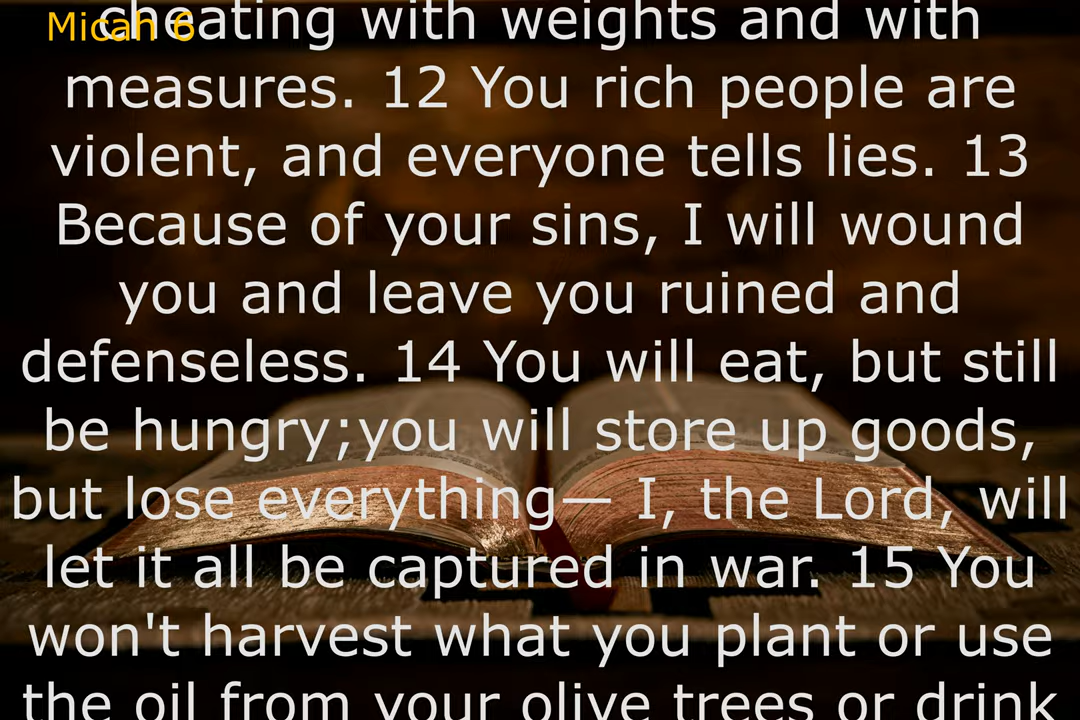 Micah 6
cheating with weights and with
measures. 12 You rich people are
violent, and everyone tells lies. 13
Because of your sins, I will wound
you and leave you ruined and
defenseless. 14 You will eat, but still
be hungry;you will store up goods,
but lose everything— I, the Lord, will
let it all be captured in war. 15 You
won't harvest what you plant or use
the oil from your olive trees or drink